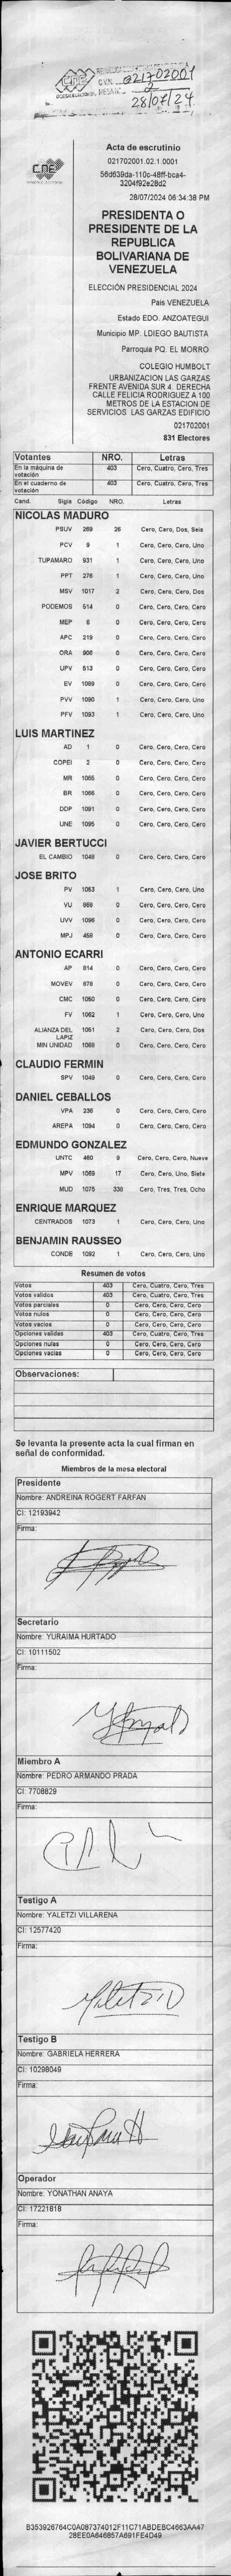 CNE
021702001
28/07/24
CNE
Acta de escrutinio
021702001.02.1.0001
56d639da-110c-48ff-bca4-
3204f92e28d2
28/07/2024 06:34:38 PM
PRESIDENTA O
PRESIDENTE DE LA
REPUBLICA
BOLIVARIANA DE
VENEZUELA
ELECCIÓN PRESIDENCIAL 2024
Pais VENEZUELA
Estado EDO. ANZOATEGUI
Municipio MP. LDIEGO BAUTISTA
Parroquia PQ. EL MORRO
COLEGIO HUMBOLT
URBANIZACION LAS GARZAS
FRENTE AVENIDA SUR 4. DERECHA
CALLE FELICIA RODRIGUEZ A 100
METROS DE LA ESTACION DE
SERVICIOS LAS GARZAS EDIFICIO
021702001
831 Electores
Votantes NRO. Letras
En la máquina de votación 403 Cero, Cuatro, Cero, Tres
En el cuaderno de votación 403 Cero, Cuatro, Cero, Tres
Cand. Sigla Código NRO. Letras
NICOLAS MADURO
PSUV 269 26 Cero, Cero, Dos, Seis
PCV 9 1 Cero, Cero, Cero, Uno
TUPAMARO 931 1 Cero, Cero, Cero, Uno
PPT 276 1 Cero, Cero, Cero, Uno
MSV 1017 2 Cero, Cero, Cero, Dos
PODEMOS 514 0 Cero, Cero, Cero, Cero
MEP 6 0 Cero, Cero, Cero, Cero
APC 219 0 Cero, Cero, Cero, Cero
ORA 906 0 Cero, Cero, Cero, Cero
UPV 513 0 Cero, Cero, Cero, Cero
EV 1089 0 Cero, Cero, Cero, Cero
PVV 1090 1 Cero, Cero, Cero, Uno
PFV 1093 1 Cero, Cero, Cero, Uno
LUIS MARTINEZ
AD 1 0 Cero, Cero, Cero, Cero
COPEI 2 0 Cero, Cero, Cero, Cero
MR 1065 0 Cero, Cero, Cero, Cero
BR 1066 0 Cero, Cero, Cero, Cero
DDP 1091 0 Cero, Cero, Cero, Cero
UNE 1095 0 Cero, Cero, Cero, Cero
JAVIER BERTUCCI
EL CAMBIO 1048 0 Cero, Cero, Cero, Cero
JOSE BRITO
PV 1053 1 Cero, Cero, Cero, Uno
VU 868 0 Cero, Cero, Cero, Cero
UVV 1096 0 Cero, Cero, Cero, Cero
MPJ 458 0 Cero, Cero, Cero, Cero
ANTONIO ECARRI
AP 814 0 Cero, Cero, Cero, Cero
MOVEV 878 0 Cero, Cero, Cero, Cero
CMC 1050 0 Cero, Cero, Cero, Cero
FV 1062 1 Cero, Cero, Cero, Uno
ALIANZA DEL LAPIZ 1051 2 Cero, Cero, Cero, Dos
MIN UNIDAD 1068 0 Cero, Cero, Cero, Cero
CLAUDIO FERMIN
SPV 1049 0 Cero, Cero, Cero, Cero
DANIEL CEBALLOS
VPA 236 0 Cero, Cero, Cero, Cero
AREPA 1094 0 Cero, Cero, Cero, Cero
EDMUNDO GONZALEZ
UNTC 480 9 Cero, Cero, Cero, Nueve
MPV 1069 17 Cero, Cero, Uno, Siete
MUD 1075 338 Cero, Tres, Tres, Ocho
ENRIQUE MARQUEZ
CENTRADOS 1073 1 Cero, Cero, Cero, Uno
BENJAMIN RAUSSEO
CONDE 1092 1 Cero, Cero, Cero, Uno
Resumen de votos
Votos 403 Cero, Cuatro, Cero, Tres
Votos validos 403 Cero, Cuatro, Cero, Tres
Votos parciales 0 Cero, Cero, Cero, Cero
Votos nulos 0 Cero, Cero, Cero, Cero
Votos vacios 0 Cero, Cero, Cero, Cero
Opciones validas 403 Cero, Cuatro, Cero, Tres
Opciones nulas 0 Cero, Cero, Cero, Cero
Opciones vacias 0 Cero, Cero, Cero, Cero
Observaciones:
Se levanta la presente acta la cual firman en
señal de conformidad.
Miembros de la mesa electoral
Presidente
Nombre: ANDREINA ROGERT FARFAN
CI: 12193942
Firma:
Secretario
Nombre: YURAIMA HURTADO
CI: 10111502
Firma:
Miembro A
Nombre: PEDRO ARMANDO PRADA
CI: 7708829
Firma:
Testigo A
Nombre: YALETZI VILLARENA
CI: 12577420
Firma:
Testigo B
Nombre: GABRIELA HERRERA
CI: 10298049
Firma:
Operador
Nombre: YONATHAN ANAYA
CI: 17221818
Firma:
B353926764C0A087374012F11C71ABDEBC4663AA47
28EE0A646857A691FE4D49